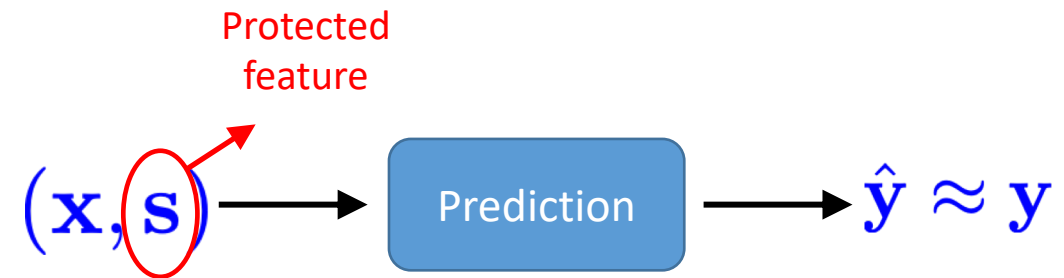 Protected
feature
(x, s)
Prediction
ŷ ≈ y